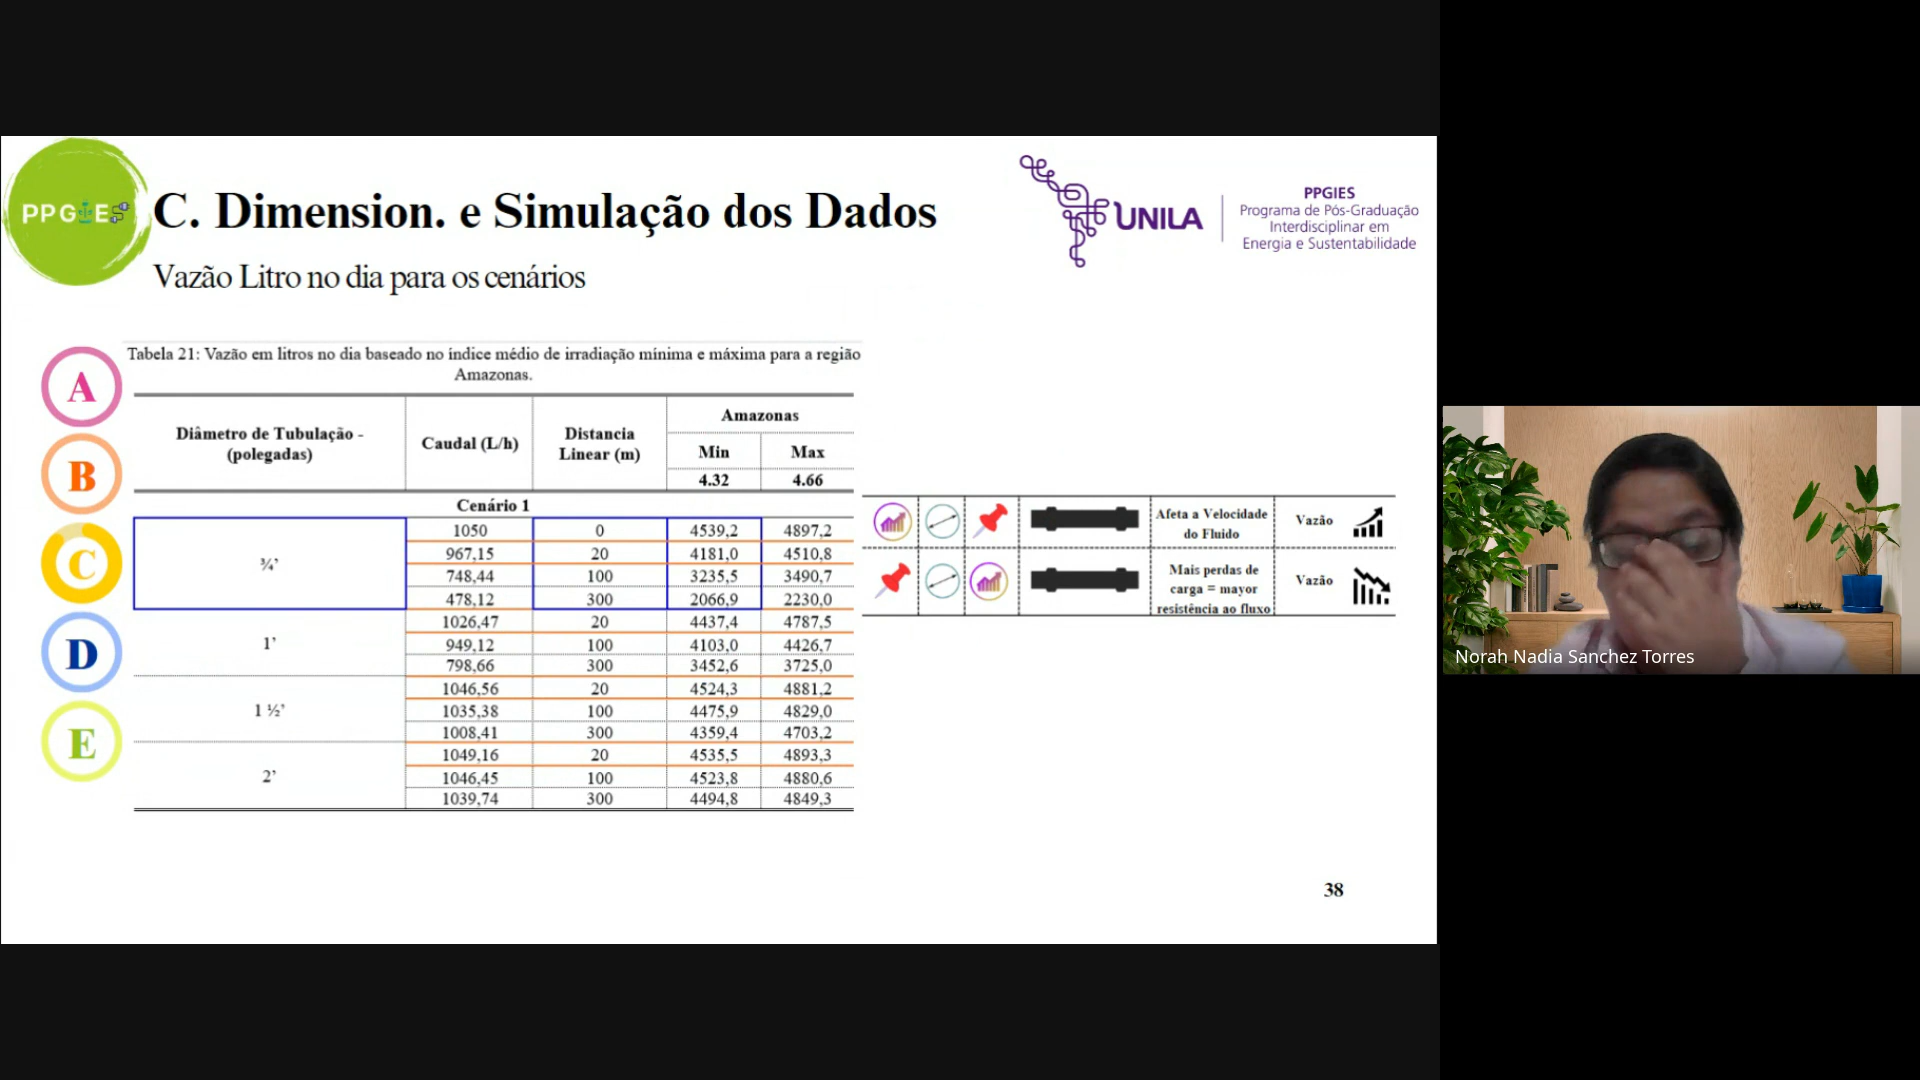 PPGIES
C. Dimension. e Simulação dos Dados
Vazão Litro no dia para os cenários
UNILA
PPGIES
Programa de Pós-Graduação
Interdisciplinar em
Energia e Sustentabilidade
A
B
C
D
E
Tabela 21: Vazão em litros no dia baseado no índice médio de irradiação mínima e máxima para a região
Amazonas.
Diâmetro de Tubulação - (polegadas) Caudal (L/h) Distancia Linear (m) Amazonas
Min Max
4.32 4.66
Cenário 1
¾’ 1050 0 4539,2 4897,2
967,15 20 4181,0 4510,8
748,44 100 3235,5 3490,7
478,12 300 2066,9 2230,0
1’ 1026,47 20 4437,4 4787,5
949,12 100 4103,0 4426,7
798,66 300 3452,6 3725,0
1 ½’ 1046,56 20 4524,3 4881,2
1035,38 100 4475,9 4829,0
1008,41 300 4359,4 4703,2
2’ 1049,16 20 4535,5 4893,3
1046,45 100 4523,8 4880,6
1039,74 300 4494,8 4849,3
Afeta a Velocidade
do Fluido
Vazão
Mais perdas de
carga = mayor
resistência ao fluxo
Vazão
38
Norah Nadia Sanchez Torres